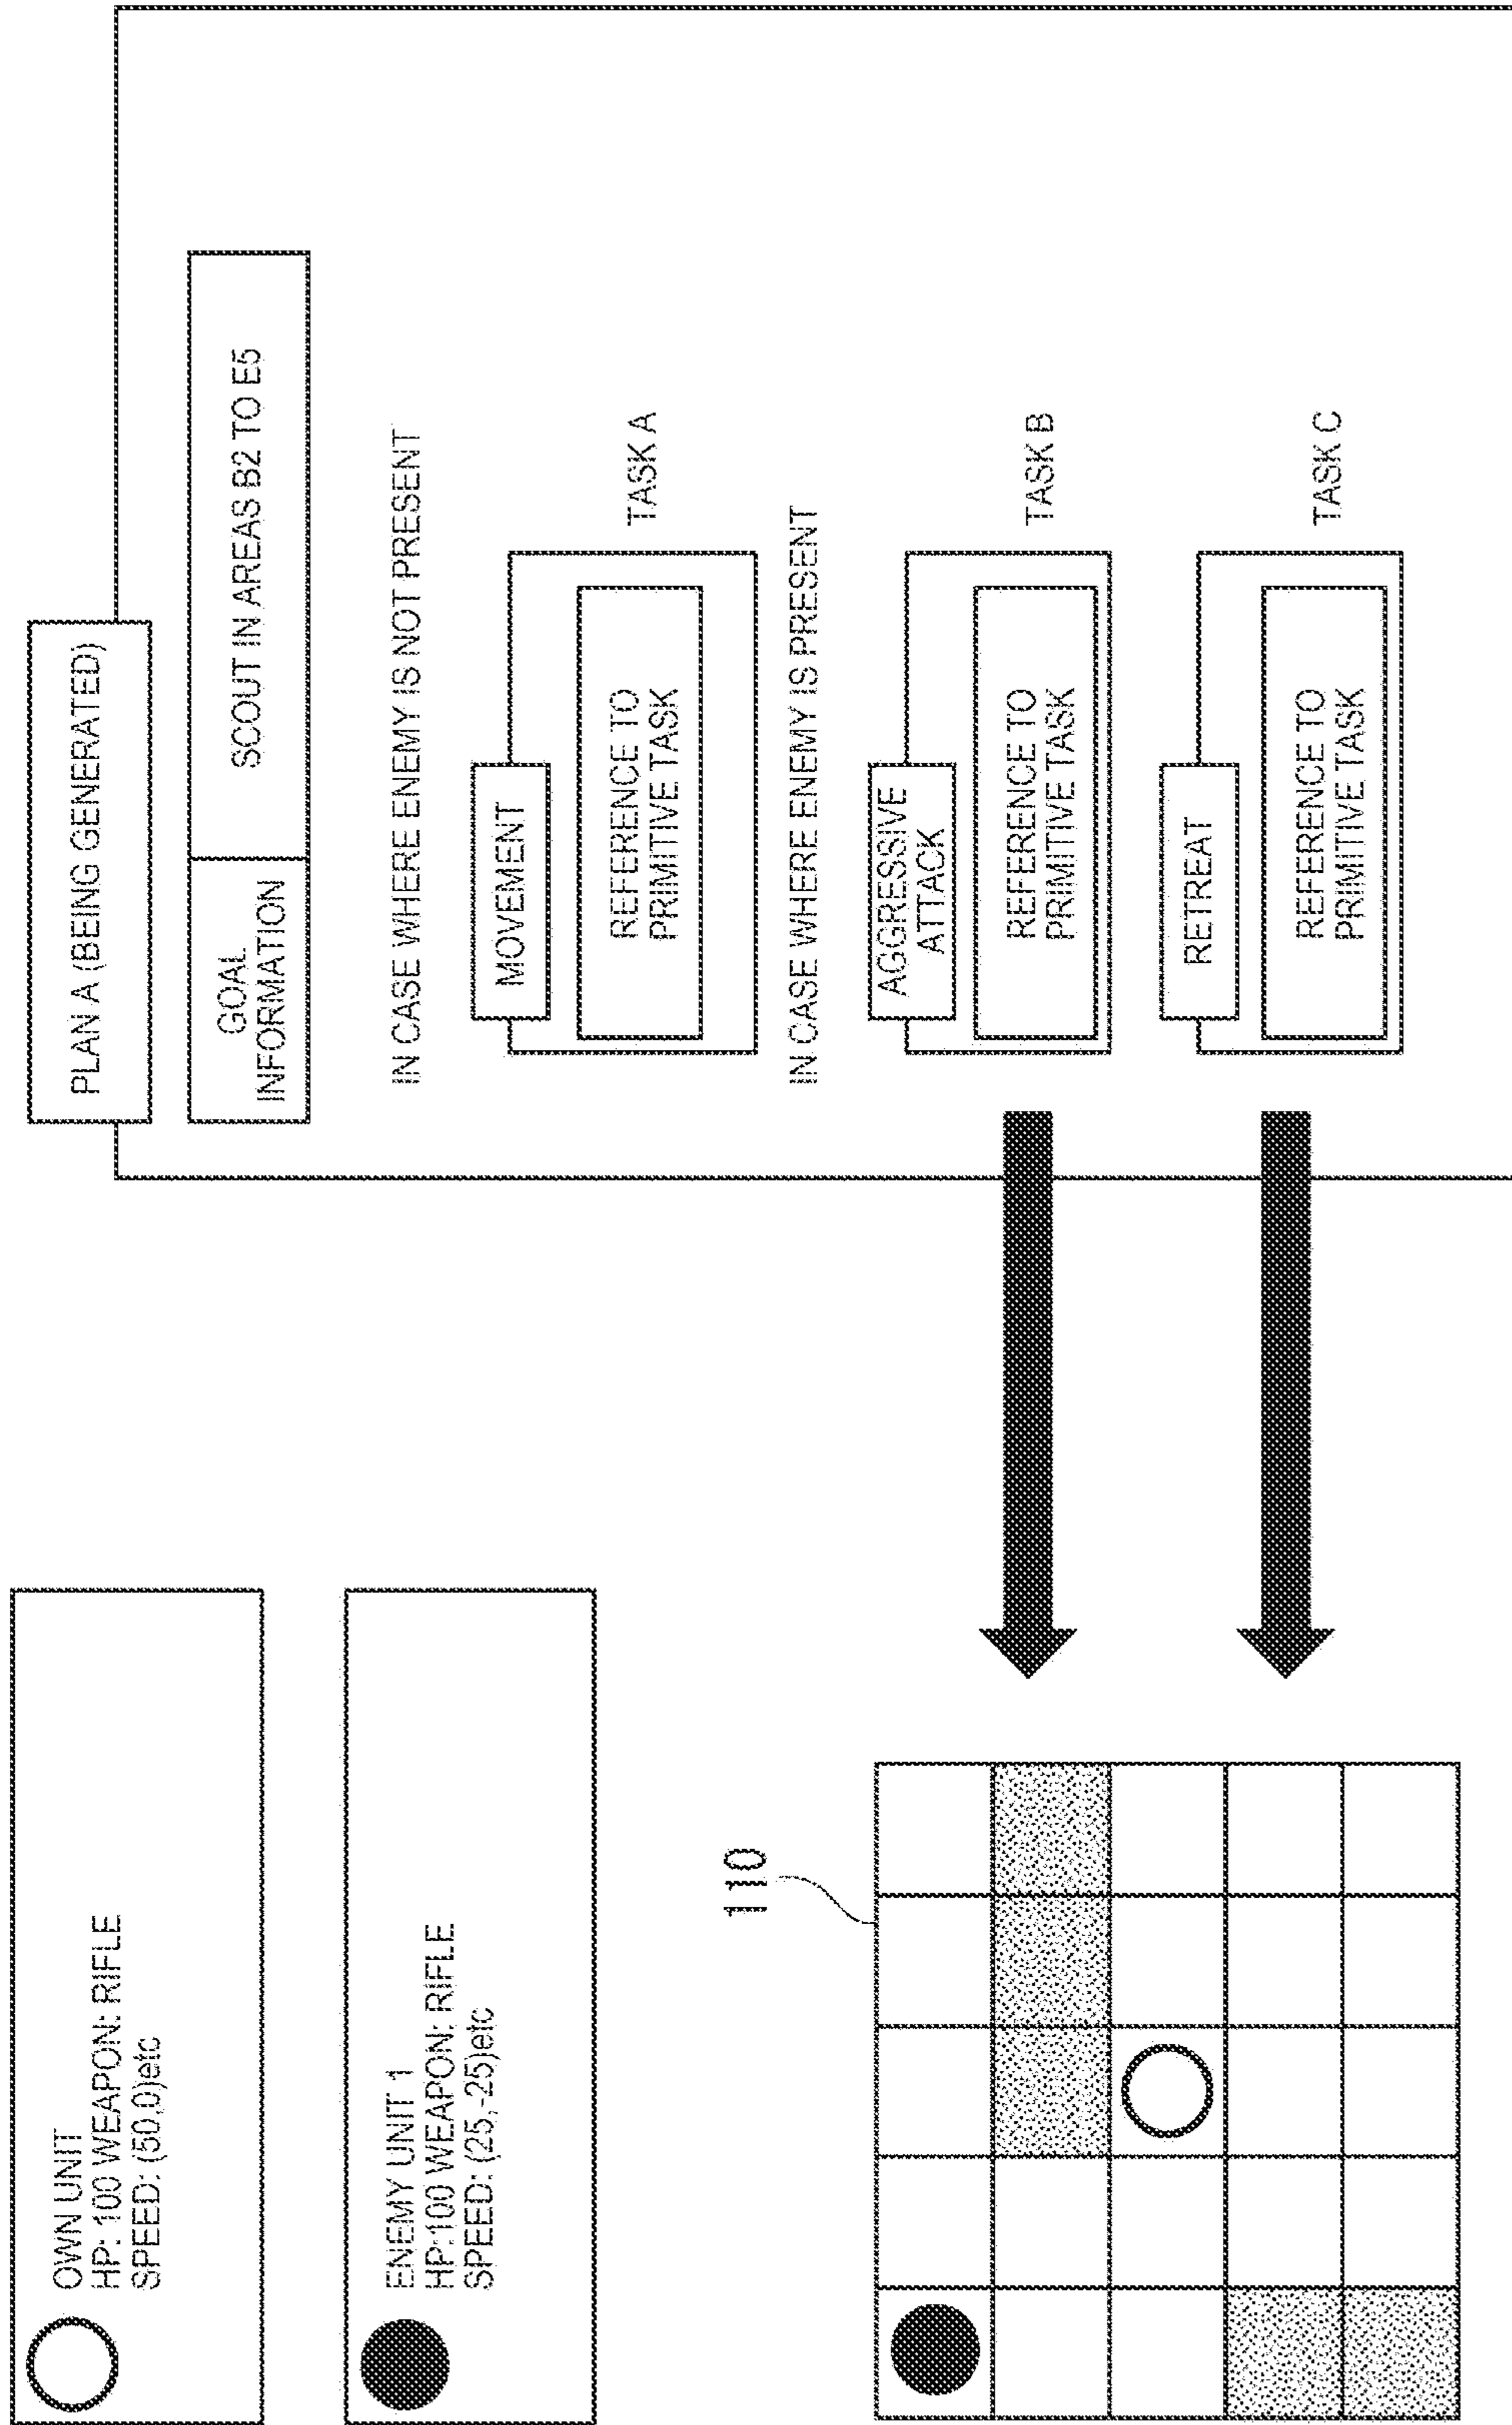 OWN UNIT
HP: 100 WEAPON: RIFLE
SPEED: (50,0)etc
ENEMY UNIT 1
HP:100 WEAPON: RIFLE
SPEED: (25,-25)etc
110
PLAN A (BEING GENERATED)
GOAL
INFORMATION
SCOUT IN AREAS B2 TO E5
IN CASE WHERE ENEMY IS NOT PRESENT
MOVEMENT
REFERENCE TO
PRIMITIVE TASK
TASK A
IN CASE WHERE ENEMY IS PRESENT
AGGRESSIVE
ATTACK
REFERENCE TO
PRIMITIVE TASK
TASK B
RETREAT
REFERENCE TO
PRIMITIVE TASK
TASK C